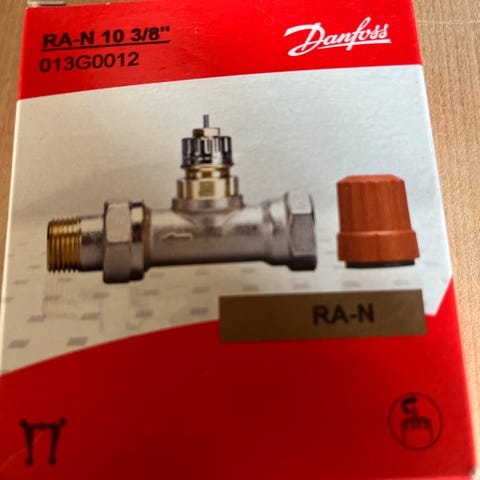 RA-N 10 3/8"
Danfoss
013G0012
RA-N